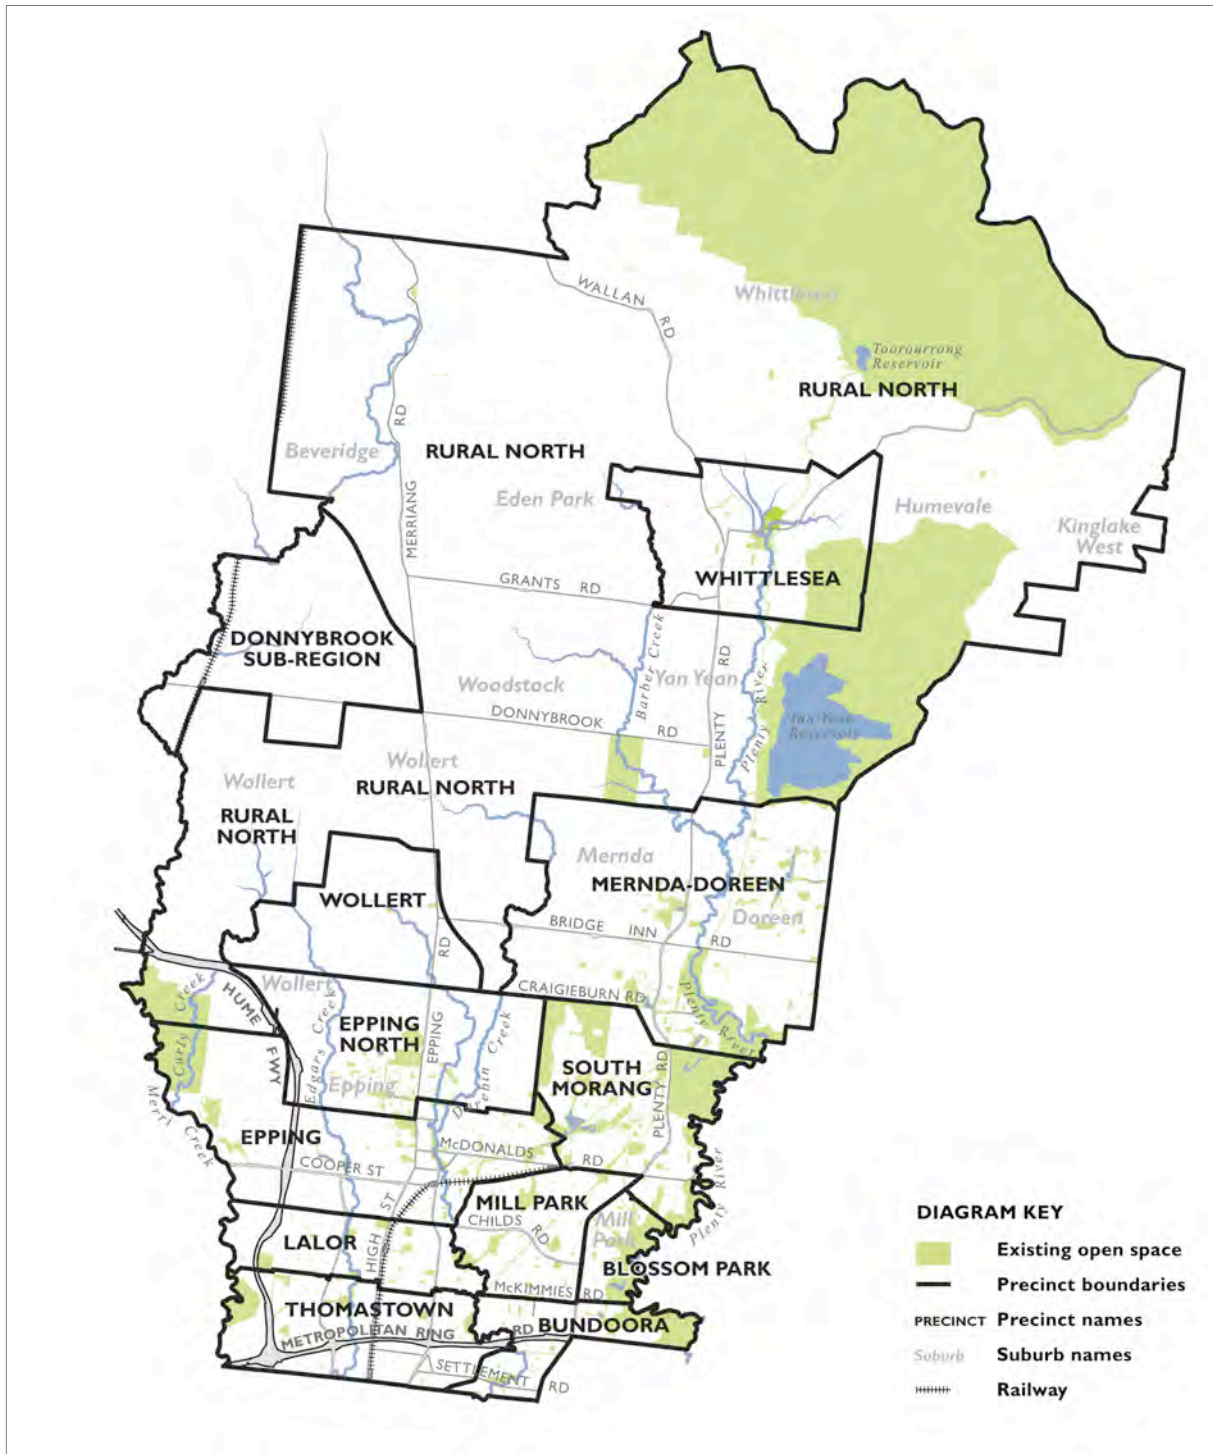 WALLAN
RD
Whittlesea
Toorourrong
Reservoir
RURAL NORTH
RD
Beveridge
RURAL NORTH
MERRIANG
Eden Park
Humevale
Kinglake
West
GRANTS RD
WHITTLESEA
DONNYBROOK
SUB-REGION
Barber Creek
Yan Yean
RD
Plenty River
Woodstock
DONNYBROOK RD
PLENTY
Plenty River
Yan Yean
Reservoir
Wollert
Wollert
RURAL NORTH
RURAL
NORTH
Mernda
MERNDA-DOREEN
WOLLERT
Doreen
BRIDGE INN RD
RD
Wollert
CRAIGIEBURN RD
Curly Creek
HUME
FWY
Edgars Creek
EPPING
NORTH
EPPING
Darebin Creek
Plenty River
SOUTH
MORANG
PLENTY RD
Epping
Merri Creek
EPPING
McDONALDS RD
COOPER ST
Plenty River
MILL PARK
HIGH ST
CHILDS RD
Mill
Park
LALOR
BLOSSOM PARK
McKIMMIES RD
THOMASTOWN
BUNDOORA
METROPOLITAN RING RD
SETTLEMENT RD
DIAGRAM KEY
Existing open space
Precinct boundaries
PRECINCT Precinct names
Suburb Suburb names
Railway